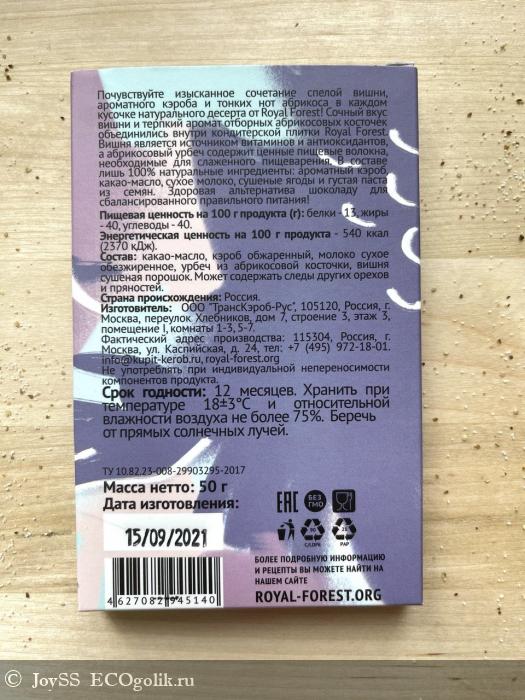 Почувствуйте изысканное сочетание спелой вишни,
ароматного кэроба и тонких нот абрикоса в каждом
кусочке натурального десерта от Royal Forest! Сочный вкус
вишни и терпкий аромат отборных абрикосовых косточек
объединились внутри кондитерской плитки Royal Forest.
Вишня является источником витаминов и антиоксидантов,
а абрикосовый урбеч содержит ценные пищевые волокна,
необходимые для слаженного пищеварения. В составе
лишь 100% натуральные ингредиенты: ароматный кэроб,
какао-масло, сухое молоко, сушеные ягоды и густая паста
из семян. Здоровая альтернатива шоколаду для
сбалансированного правильного питания!
Пищевая ценность на 100 г продукта (г): белки - 13, жиры
- 40, углеводы - 40.
Энергетическая ценность на 100 г продукта - 540 ккал
(2370 кДж).
Состав: какао-масло, кэроб обжаренный, молоко сухое
обезжиренное, урбеч из абрикосовой косточки, вишня
сушеная порошок. Может содержать следы других орехов
и пряностей.
Страна происхождения: Россия.
Изготовитель: ООО "ТрансКэроб-Рус", 105120, Россия, г.
Москва, переулок Хлебников, дом 7, строение 3, этаж 3,
помещение I, комнаты 1-3, 5-7.
Фактический адрес производства: 115304, Россия, г.
Москва, ул. Каспийская, д. 24, тел: +7 (495) 972-18-01.
info@kupit-kerob.ru, royal-forest.org
Не употреблять при индивидуальной непереносимости
компонентов продукта.
Срок годности: 12 месяцев. Хранить при
температуре 18±3°С и относительной
влажности воздуха не более 75%. Беречь
от прямых солнечных лучей.
ТУ 10.82.23-008-29903295-2017
Масса нетто: 50 г
Дата изготовления:
15/09/2021
EAC БЕЗ ГМО
90 C/LDPE
PAP
БОЛЕЕ ПОДРОБНУЮ ИНФОРМАЦИЮ
И РЕЦЕПТЫ ВЫ МОЖЕТЕ НАЙТИ НА
НАШЕМ САЙТЕ
ROYAL-FOREST.ORG
4 627082 945140
© JoySS ECOgolik.ru